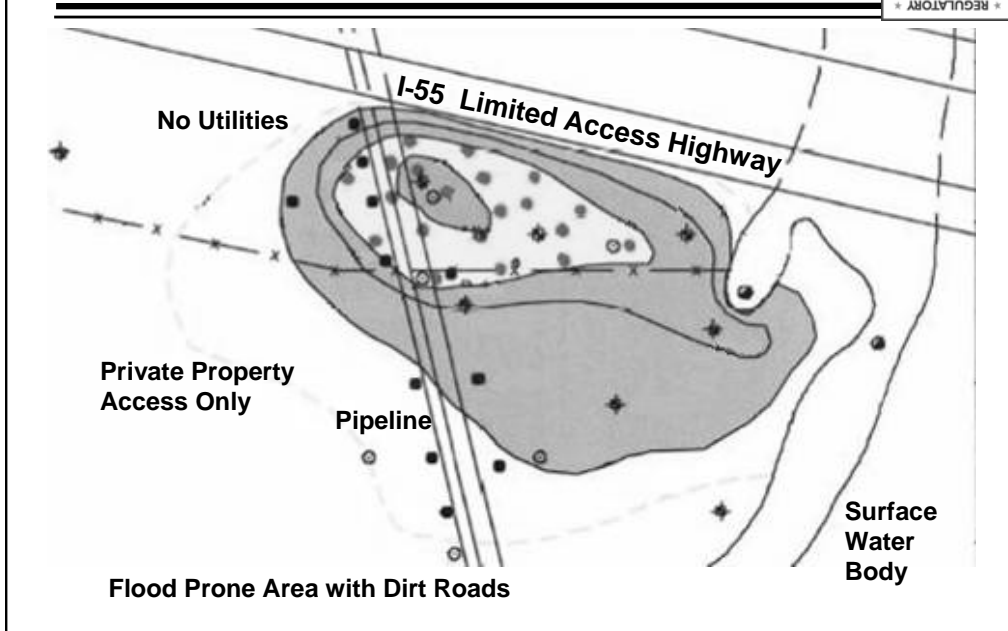 * REGULATORY *
I-55 Limited Access Highway
No Utilities
Private Property
Access Only
Pipeline
Surface
Water
Body
Flood Prone Area with Dirt Roads